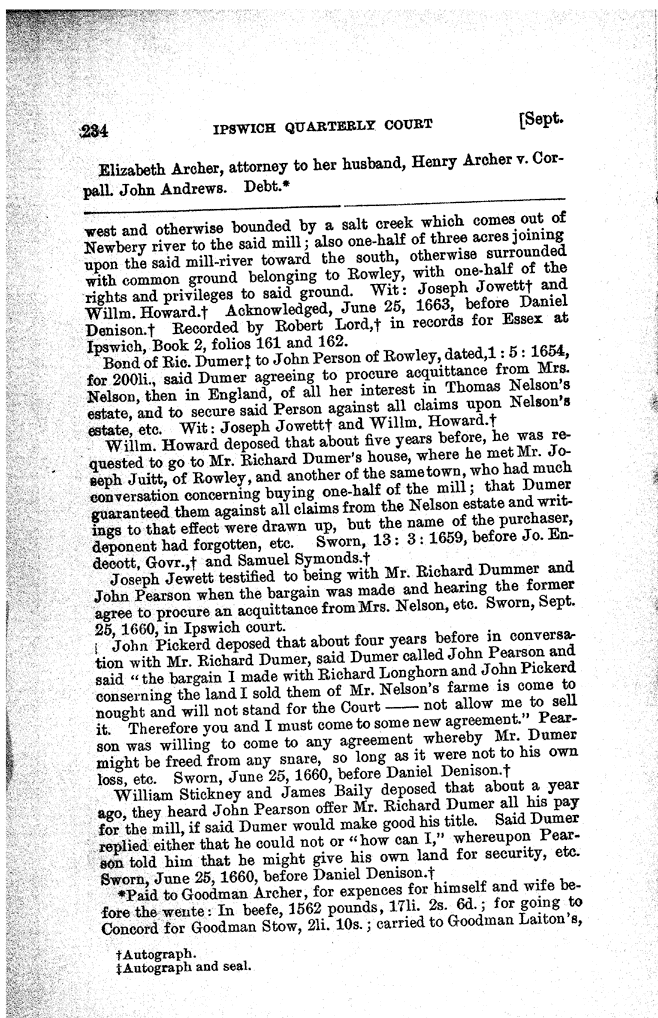 234 IPSWICH QUARTERLY COURT [Sept.
Elizabeth Archer, attorney to her husband, Henry Archer v. Cor-
pall. John Andrews. Debt.*
west and otherwise bounded by a salt creek which comes out of
Newbery river to the said mill; also one-half of three acres joining
upon the said mill-river toward the south, otherwise surrounded
with common ground belonging to Rowley, with one-half of the
rights and privileges to said ground. Wit: Joseph Jowett† and
Willm. Howard.† Acknowledged, June 25, 1663, before Daniel
Denison.† Recorded by Robert Lord,† in records for Essex at
Ipswich, Book 2, folios 161 and 162.
Bond of Ric. Dumer‡ to John Person of Rowley, dated, 1 : 5 : 1654,
for 200li., said Dumer agreeing to procure acquittance from Mrs.
Nelson, then in England, of all her interest in Thomas Nelson's
estate, and to secure said Person against all claims upon Nelson's
estate, etc. Wit: Joseph Jowett† and Willm. Howard.†
Willm. Howard deposed that about five years before, he was re-
quested to go to Mr. Richard Dumer's house, where he met Mr. Jo-
seph Juitt, of Rowley, and another of the same town, who had much
conversation concerning buying one-half of the mill; that Dumer
guaranteed them against all claims from the Nelson estate and writ-
ings to that effect were drawn up, but the name of the purchaser,
deponent had forgotten, etc. Sworn, 13 : 3 : 1659, before Jo. En-
decott, Govr.,† and Samuel Symonds.†
Joseph Jewett testified to being with Mr. Richard Dummer and
John Pearson when the bargain was made and hearing the former
agree to procure an acquittance from Mrs. Nelson, etc. Sworn, Sept.
25, 1660, in Ipswich court.
John Pickerd deposed that about four years before in conversa-
tion with Mr. Richard Dumer, said Dumer called John Pearson and
said "the bargain I made with Richard Longhorn and John Pickerd
conserning the land I sold them of Mr. Nelson's farme is come to
nought and will not stand for the Court —— not allow me to sell
it. Therefore you and I must come to some new agreement." Pear-
son was willing to come to any agreement whereby Mr. Dumer
might be freed from any snare, so long as it were not to his own
loss, etc. Sworn, June 25, 1660, before Daniel Denison.†
William Stickney and James Baily deposed that about a year
ago, they heard John Pearson offer Mr. Richard Dumer all his pay
for the mill, if said Dumer would make good his title. Said Dumer
replied either that he could not or "how can I," whereupon Pear-
son told him that he might give his own land for security, etc.
Sworn, June 25, 1660, before Daniel Denison.†
*Paid to Goodman Archer, for expences for himself and wife be-
fore the wente: In beefe, 1562 pounds, 17li. 2s. 6d.; for going to
Concord for Goodman Stow, 2li. 10s.; carried to Goodman Laiton's,
†Autograph.
‡Autograph and seal.